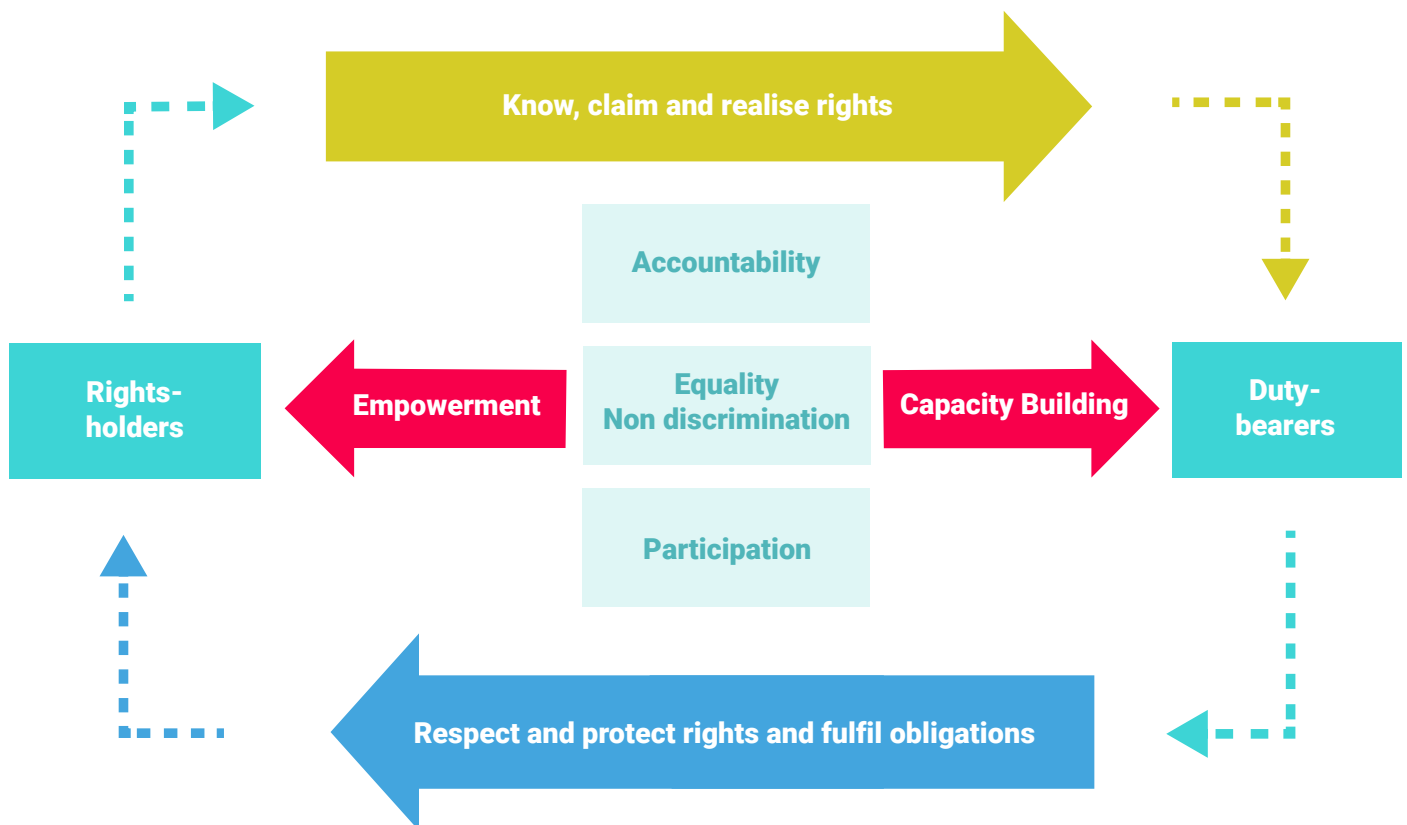 Know, claim and realise rights
Accountability
Rights-
holders
Empowerment
Equality
Non discrimination
Capacity Building
Duty-
bearers
Participation
Respect and protect rights and fulfil obligations